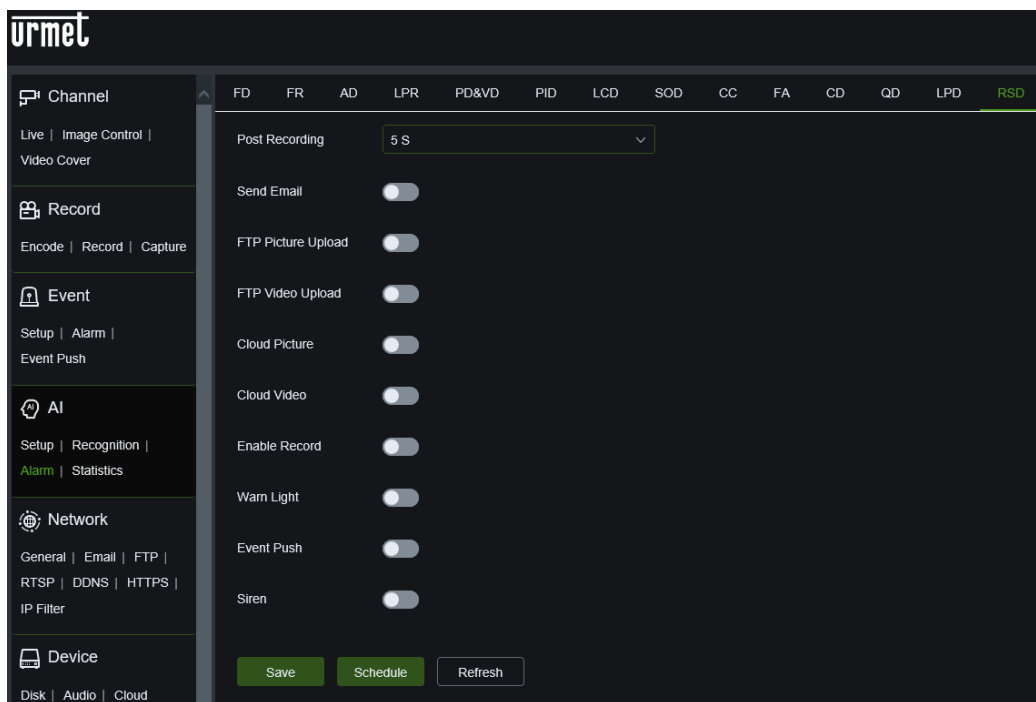 urmet
Channel
Live | Image Control |
Video Cover
Record
Encode | Record | Capture
Event
Setup | Alarm |
Event Push
AI
Setup | Recognition |
Alarm | Statistics
Network
General | Email | FTP |
RTSP | DDNS | HTTPS |
IP Filter
Device
Disk | Audio | Cloud
FD FR AD LPR PD&VD PID LCD SOD CC FA CD QD LPD RSD
Post Recording 5 S
Send Email
FTP Picture Upload
FTP Video Upload
Cloud Picture
Cloud Video
Enable Record
Warn Light
Event Push
Siren
Save Schedule Refresh